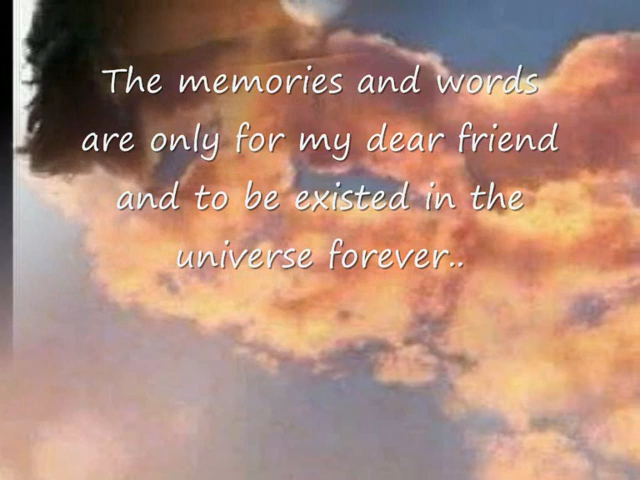 The memories and words
are only for my dear friend
and to be existed in the
universe forever..